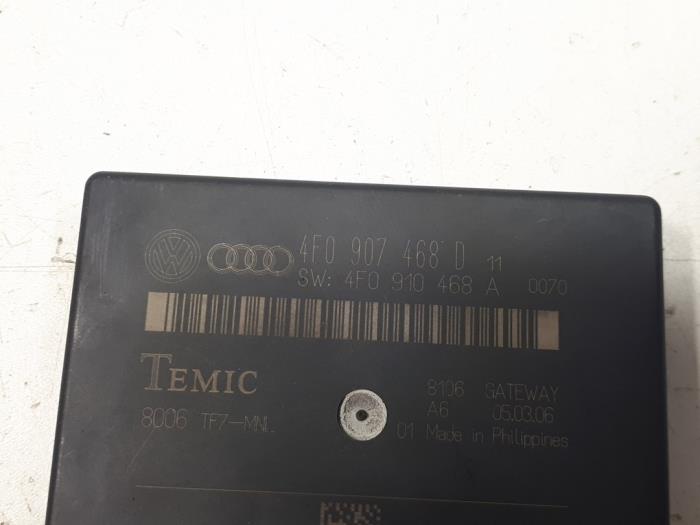 VW 4F0 907 468 D 11
SW: 4F0 910 468 A 0070
TEMIC 8106 GATEWAY
A6 05.03.06
8006 TF7-MNL 01 Made in Philippines